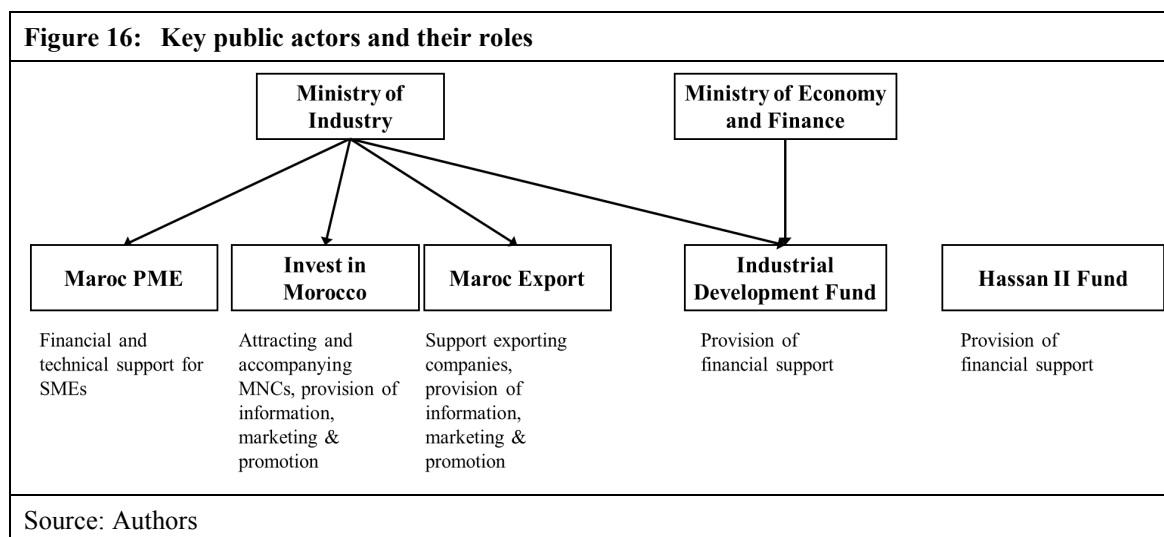 Figure 16: Key public actors and their roles
Ministry of
Industry
Ministry of Economy
and Finance
Maroc PME
Invest in
Morocco
Maroc Export
Industrial
Development Fund
Hassan II Fund
Financial and
technical support for
SMEs
Attracting and
accompanying
MNCs, provision of
information,
marketing &
promotion
Support exporting
companies,
provision of
information,
marketing &
promotion
Provision of
financial support
Provision of
financial support
Source: Authors